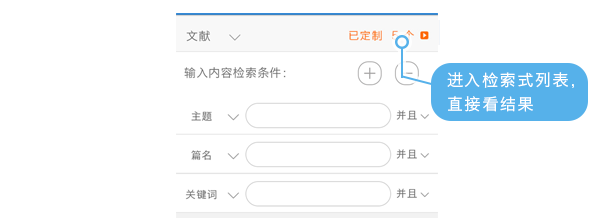 文献 已定制
输入内容检索条件：
进入检索式列表，
直接看结果
主题 并且
篇名 并且
关键词 并且